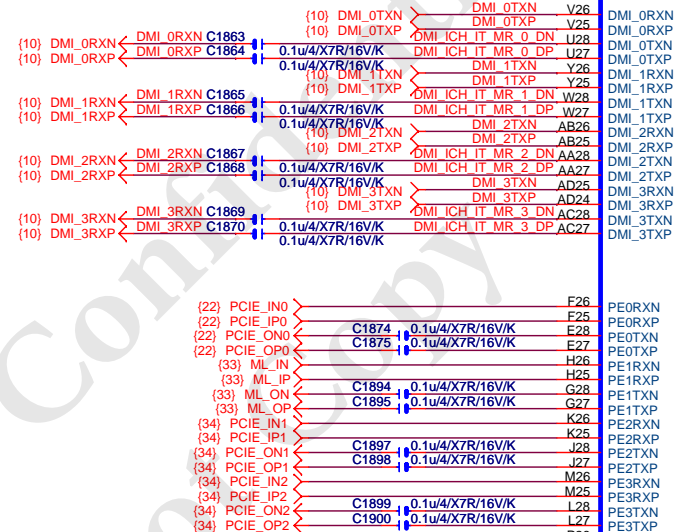 {10} DMI_0TXN DMI_0TXN V26 DMI_0RXN
{10} DMI_0TXP DMI_0TXP V25 DMI_0RXP
{10} DMI_0RXN DMI_0RXN C1863 DMI_ICH_IT_MR_0_DN U28 DMI_0TXN
{10} DMI_0RXP DMI_0RXP C1864 0.1u/4/X7R/16V/K DMI_ICH_IT_MR_0_DP U27 DMI_0TXP
0.1u/4/X7R/16V/K
{10} DMI_1TXN DMI_1TXN Y26 DMI_1RXN
{10} DMI_1TXP DMI_1TXP Y25 DMI_1RXP
{10} DMI_1RXN DMI_1RXN C1865 DMI_ICH_IT_MR_1_DN W28 DMI_1TXN
{10} DMI_1RXP DMI_1RXP C1866 0.1u/4/X7R/16V/K DMI_ICH_IT_MR_1_DP W27 DMI_1TXP
0.1u/4/X7R/16V/K
{10} DMI_2TXN DMI_2TXN AB26 DMI_2RXN
{10} DMI_2TXP DMI_2TXP AB25 DMI_2RXP
{10} DMI_2RXN DMI_2RXN C1867 DMI_ICH_IT_MR_2_DN AA28 DMI_2TXN
{10} DMI_2RXP DMI_2RXP C1868 0.1u/4/X7R/16V/K DMI_ICH_IT_MR_2_DP AA27 DMI_2TXP
0.1u/4/X7R/16V/K
{10} DMI_3TXN DMI_3TXN AD25 DMI_3RXN
{10} DMI_3TXP DMI_3TXP AD24 DMI_3RXP
{10} DMI_3RXN DMI_3RXN C1869 DMI_ICH_IT_MR_3_DN AC28 DMI_3TXN
{10} DMI_3RXP DMI_3RXP C1870 0.1u/4/X7R/16V/K DMI_ICH_IT_MR_3_DP AC27 DMI_3TXP
0.1u/4/X7R/16V/K
{22} PCIE_IN0 F26 PE0RXN
{22} PCIE_IP0 F25 PE0RXP
{22} PCIE_ON0 C1874 0.1u/4/X7R/16V/K E28 PE0TXN
{22} PCIE_OP0 C1875 0.1u/4/X7R/16V/K E27 PE0TXP
{33} ML_IN H26 PE1RXN
{33} ML_IP H25 PE1RXP
{33} ML_ON C1894 0.1u/4/X7R/16V/K G28 PE1TXN
{33} ML_OP C1895 0.1u/4/X7R/16V/K G27 PE1TXP
{34} PCIE_IN1 K26 PE2RXN
{34} PCIE_IP1 K25 PE2RXP
{34} PCIE_ON1 C1897 0.1u/4/X7R/16V/K J28 PE2TXN
{34} PCIE_OP1 C1898 0.1u/4/X7R/16V/K J27 PE2TXP
{34} PCIE_IN2 M26 PE3RXN
{34} PCIE_IP2 M25 PE3RXP
{34} PCIE_ON2 C1899 0.1u/4/X7R/16V/K L28 PE3TXN
{34} PCIE_OP2 C1900 0.1u/4/X7R/16V/K L27 PE3TXP